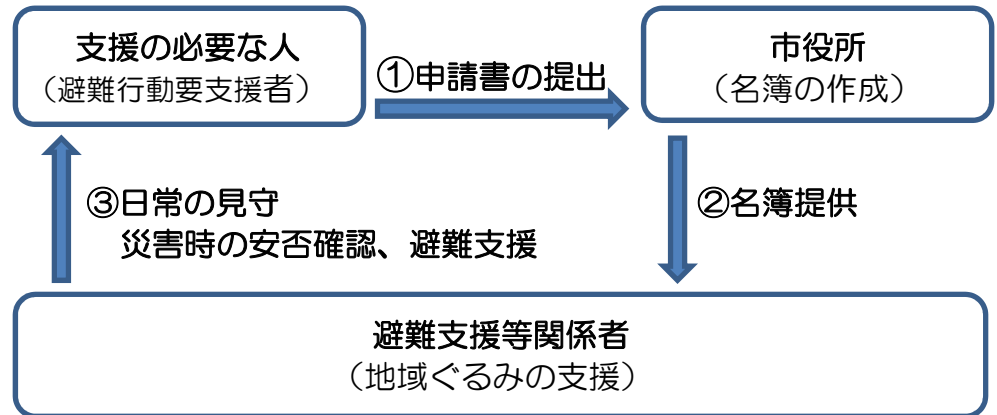 支援の必要な人
（避難行動要支援者）
①申請書の提出
市役所
（名簿の作成）
③日常の見守
災害時の安否確認、避難支援
②名簿提供
避難支援等関係者
（地域ぐるみの支援）